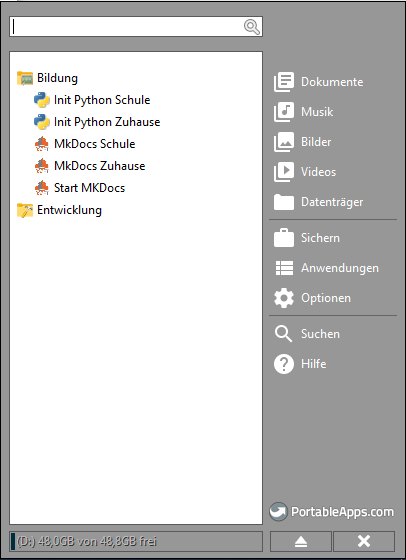 Bildung
Init Python Schule
Init Python Zuhause
MkDocs Schule
MkDocs Zuhause
Start MKDocs
Entwicklung
Dokumente
Musik
Bilder
Videos
Datenträger
Sichern
Anwendungen
Optionen
Suchen
Hilfe
PortableApps.com
(D:) 48,0GB von 48,8GB frei